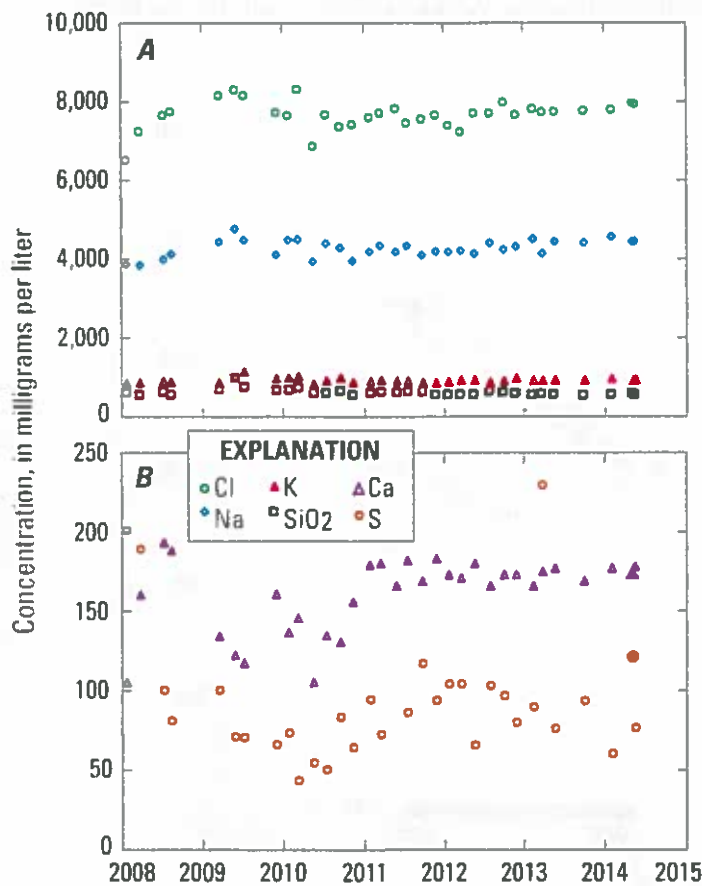 Concentration, in milligrams per liter
A
10,000
8,000
6,000
4,000
2,000
0
B
EXPLANATION
Cl K Ca
Na SiO2 S
250
200
150
100
50
0
2008 2009 2010 2011 2012 2013 2014 2015